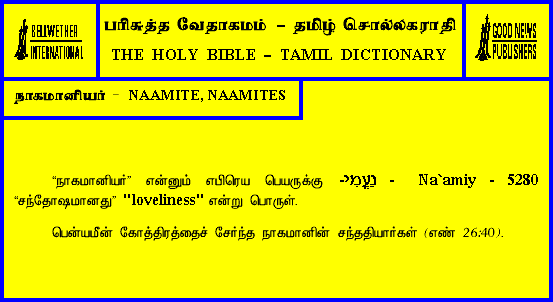 BELLWETHER
INTERNATIONAL
பரிசுத்த வேதாகமம் – தமிழ் சொல்லகராதி
THE HOLY BIBLE – TAMIL DICTIONARY
GOOD NEWS
PUBLISHERS
நாகமானியர் – NAAMITE, NAAMITES
“நாகமானியர்” என்னும் எபிரெய பெயருக்கு -נַעֲמִי - Na`amiy - 5280
“சந்தோஷமானது” "loveliness" என்று பொருள்.
பென்யமீன் கோத்திரத்தைச் சேர்ந்த நாகமானின் சந்ததியார்கள் (எண் 26:40).